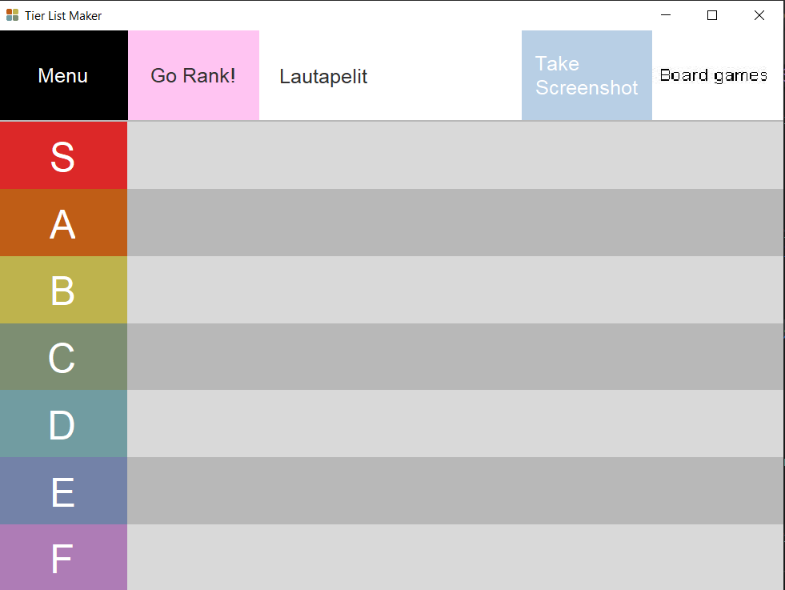 Tier List Maker
Menu
Go Rank!
Lautapelit
Take
Screenshot
Board games
S
A
B
C
D
E
F